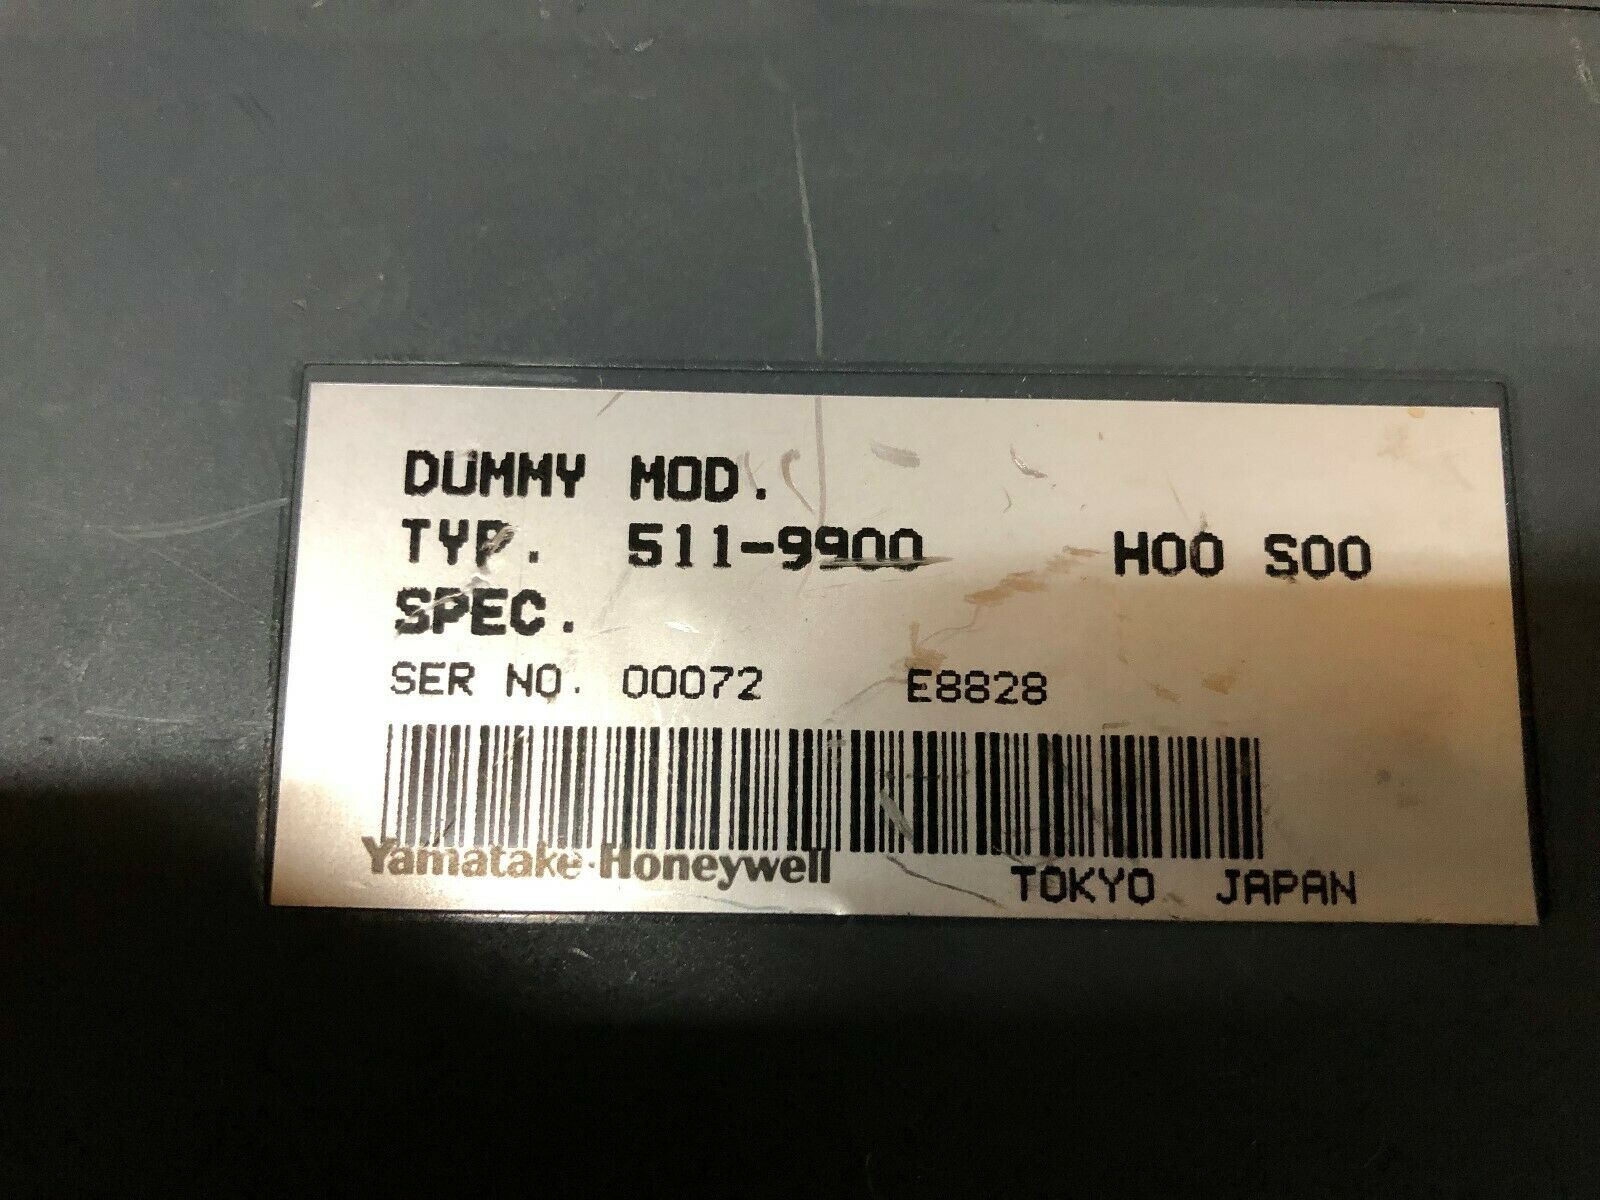 DUMMY MOD.
TYP. 511-9900 H00 S00
SPEC.
SER NO. 00072 E8828
Yamatake-Honeywell
TOKYO JAPAN